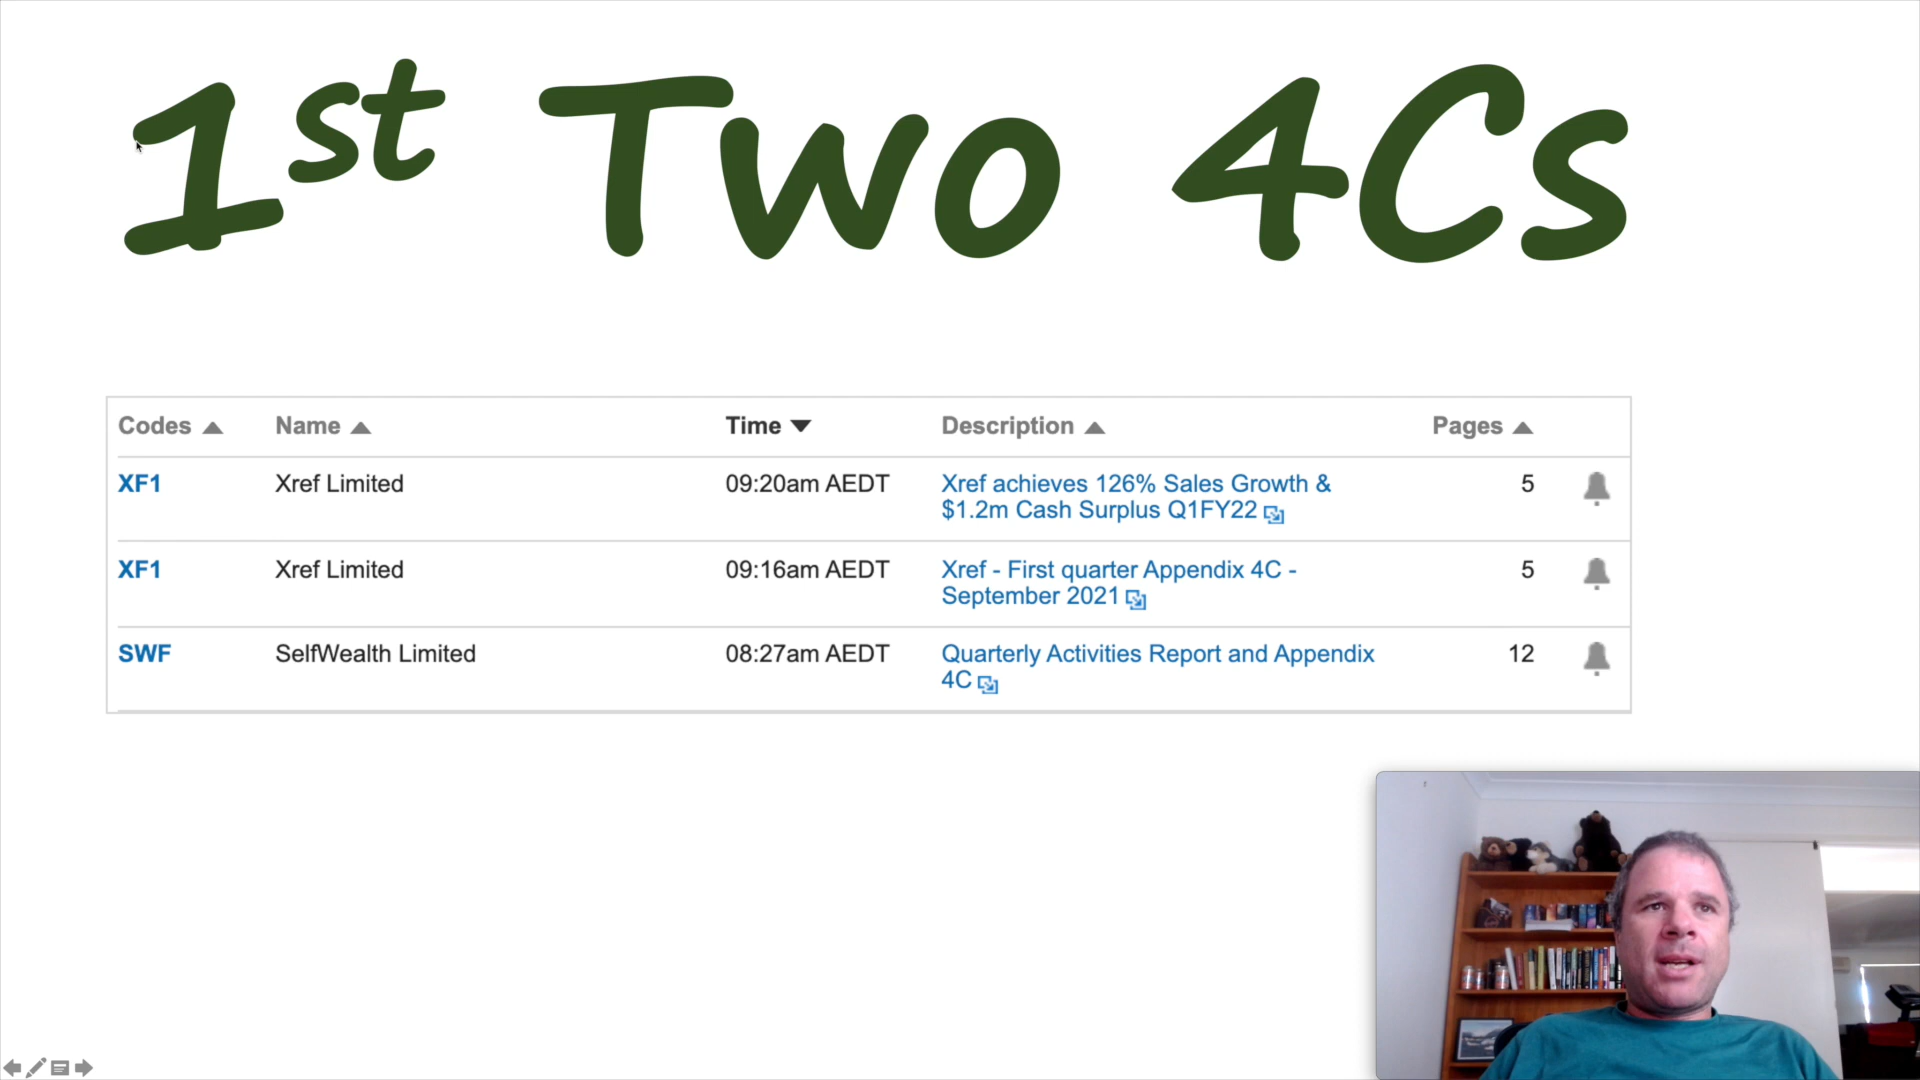 1st Two 4Cs
Codes Name Time Description Pages
XF1 Xref Limited 09:20am AEDT Xref achieves 126% Sales Growth & 5
$1.2m Cash Surplus Q1FY22
XF1 Xref Limited 09:16am AEDT Xref - First quarter Appendix 4C - 5
September 2021
SWF SelfWealth Limited 08:27am AEDT Quarterly Activities Report and Appendix 12
4C